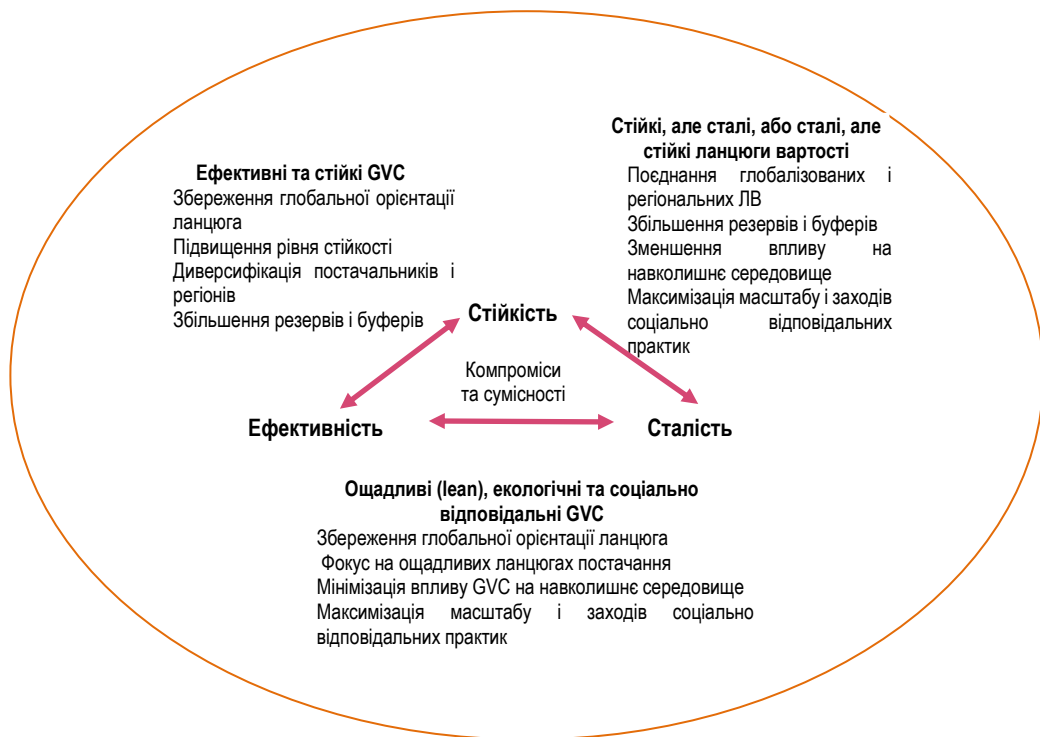 Стійкі, але сталі, або сталі, але
стійкі ланцюги вартості
Поєднання глобалізованих і
регіональних ЛВ
Збільшення резервів і буферів
Зменшення впливу на
навколишнє середовище
Максимізація масштабу і заходів
соціально відповідальних
практик
Ефективні та стійкі GVC
Збереження глобальної орієнтації
ланцюга
Підвищення рівня стійкості
Диверсифікація постачальників і
регіонів
Збільшення резервів і буферів
Стійкість
Компроміси
та сумісності
Ефективність
Сталість
Ощадливі (lean), екологічні та соціально
відповідальні GVC
Збереження глобальної орієнтації ланцюга
Фокус на ощадливих ланцюгах постачання
Мінімізація впливу GVC на навколишнє середовище
Максимізація масштабу і заходів соціально
відповідальних практик